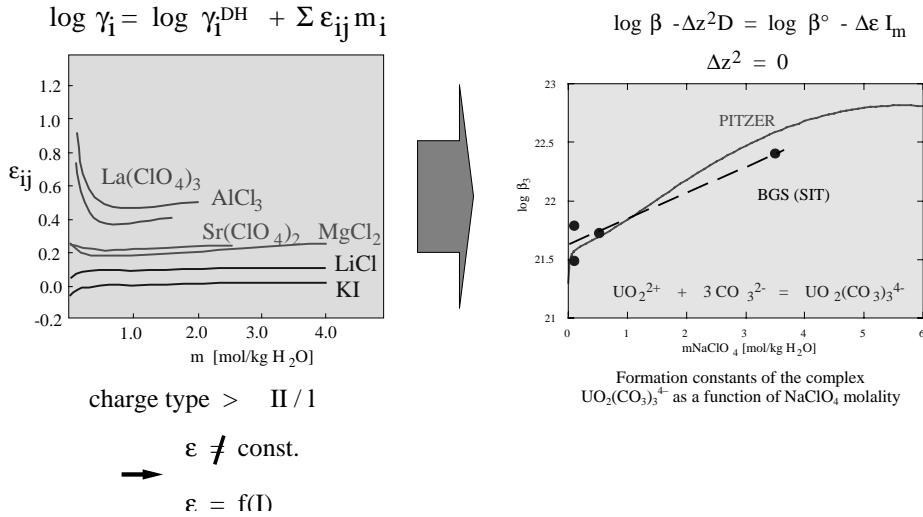 log γi = log γi^DH + Σ εij mi
1.2
1.0
0.8
εij
0.6
0.4
0.2
0.0
-0.2
La(ClO4)3
AlCl3
Sr(ClO4)2
MgCl2
LiCl
KI
1.0
2.0
3.0
4.0
m [mol/kg H2O]
charge type > II / l
ε ≠ const.
ε = f(I)
log β -Δz²D = log β° - Δε Im
Δz² = 0
23
22.5
22
21.5
21
log β3
PITZER
BGS (SIT)
UO2^2+ + 3 CO3^2- = UO2(CO3)3^4-
0
1
2
3
4
5
6
mNaClO4 [mol/kg H2O]
Formation constants of the complex
UO2(CO3)3^4- as a function of NaClO4 molality